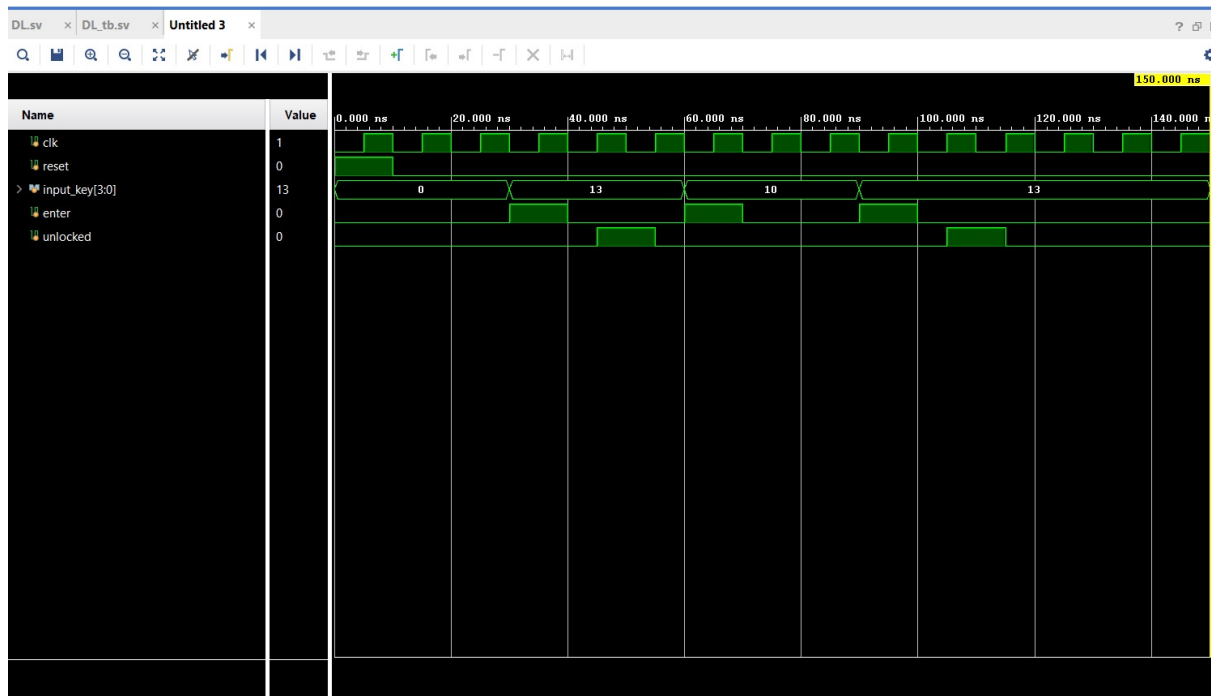 DL.sv × DL_tb.sv × Untitled 3 ×
?
150.000 ns
Name Value
0.000 ns 20.000 ns 40.000 ns 60.000 ns 80.000 ns 100.000 ns 120.000 ns 140.000 n
clk 1
reset 0
> input_key[3:0] 13 0 13 10 13
enter 0
unlocked 0